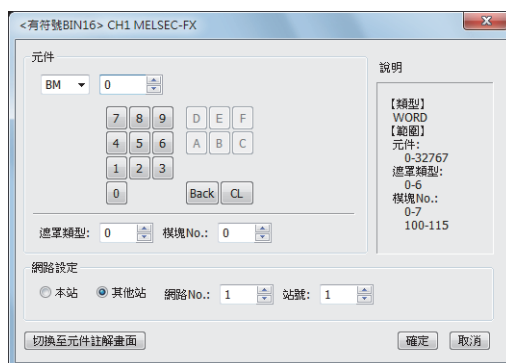 <有符號BIN16> CH1 MELSEC-FX
元件
BM 0
7 8 9 D E F
4 5 6 A B C
1 2 3
0 Back CL
遮罩類型: 0 模塊No.: 0
說明
【類型】
WORD
【範圍】
元件:
0-32767
遮罩類型:
0-6
模塊No.:
0-7
100-115
網路設定
本站 其他站 網路No.: 1 站號: 1
切換至元件註解畫面 確定 取消